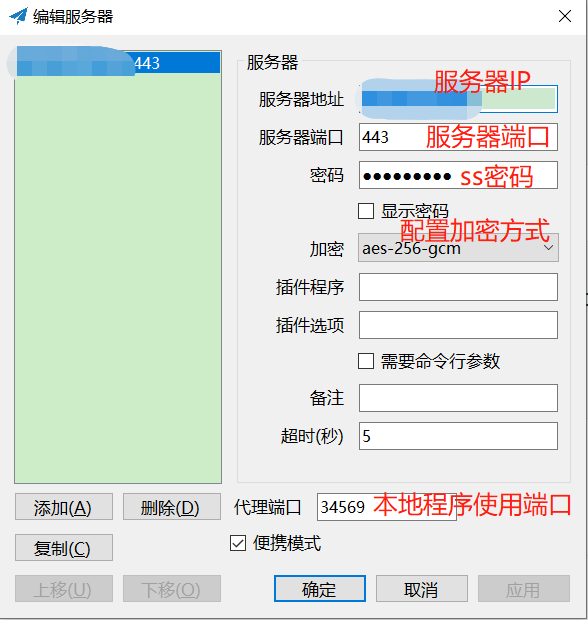 编辑服务器
443
服务器
服务器地址
服务器IP
服务器端口 443 服务器端口
密码 ●●●●●●●●● ss密码
显示密码
配置加密方式
加密 aes-256-gcm
插件程序
插件选项
需要命令行参数
备注
超时(秒) 5
添加(A) 删除(D) 代理端口 34569 本地程序使用端口
复制(C) 便携模式
上移(U) 下移(O) 确定 取消 应用